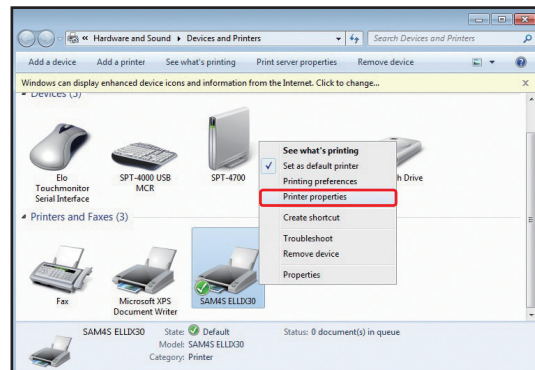 « Hardware and Sound ▸ Devices and Printers
Search Devices and Printers
Add a device Add a printer See what's printing Print server properties Remove device
Windows can display enhanced device icons and information from the Internet. Click to change... x
Devices (5)
Elo Touchmonitor Serial Interface
SPT-4000 USB MCR
SPT-4700
h Drive
See what's printing
Set as default printer
Printing preferences
Printer properties
Create shortcut
Troubleshoot
Remove device
Properties
Printers and Faxes (3)
Fax
Microsoft XPS Document Writer
SAM4S ELLIX30
SAM4S ELLIX30 State: Default Status: 0 document(s) in queue
Model: SAM4S ELLIX30
Category: Printer